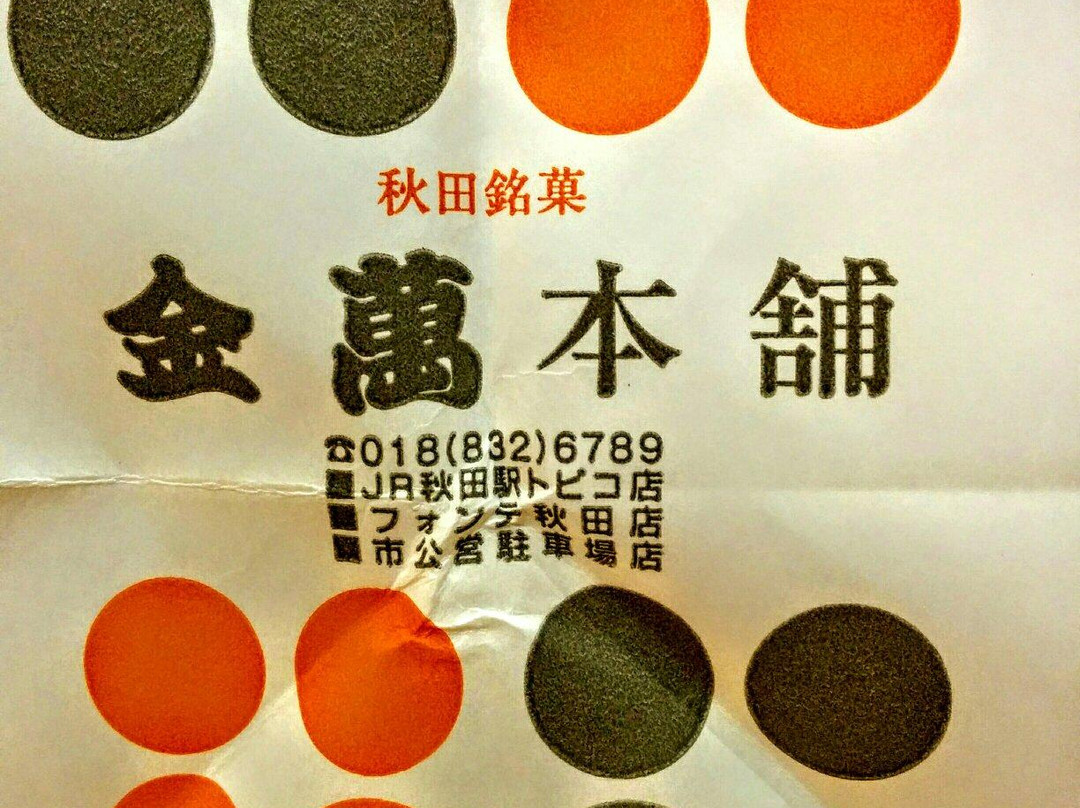 秋田銘菓
金萬本舗
☎018(832)6789
■JR秋田駅トピコ店
■フォンテ秋田店
■市公営駐車場店